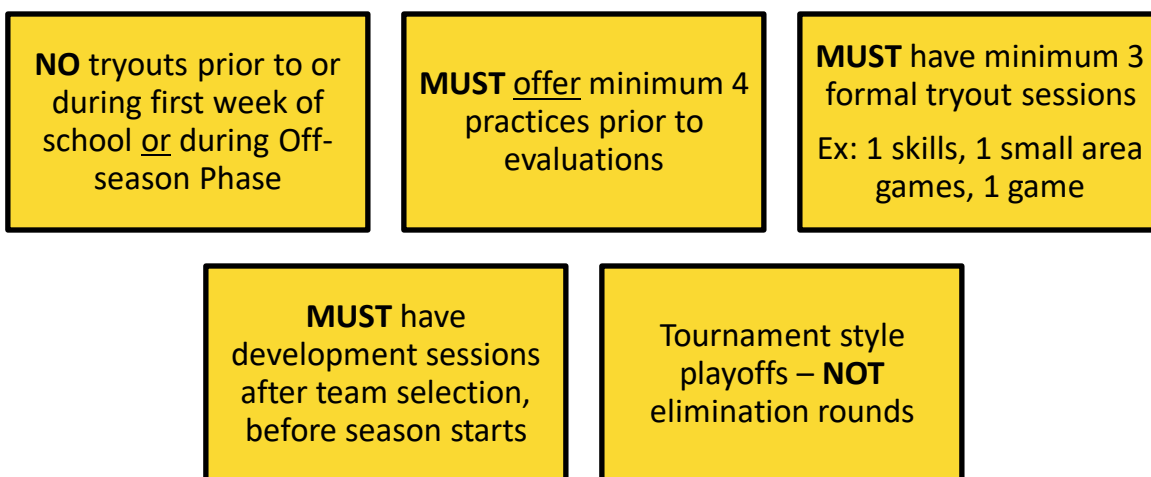 NO tryouts prior to or
during first week of
school or during Off-
season Phase
MUST offer minimum 4
practices prior to
evaluations
MUST have minimum 3
formal tryout sessions
Ex: 1 skills, 1 small area
games, 1 game
MUST have
development sessions
after team selection,
before season starts
Tournament style
playoffs – NOT
elimination rounds